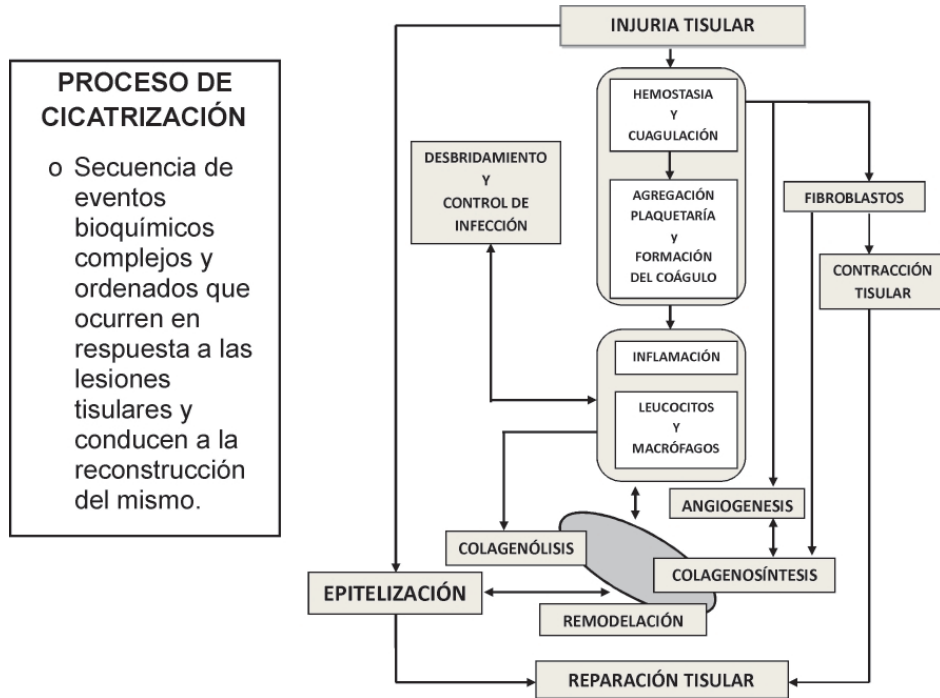 PROCESO DE
CICATRIZACIÓN
o Secuencia de
eventos
bioquímicos
complejos y
ordenados que
ocurren en
respuesta a las
lesiones
tisulares y
conducen a la
reconstrucción
del mismo.
INJURIA TISULAR
HEMOSTASIA
Y
CUAGULACIÓN
DESBRIDAMIENTO
Y
CONTROL DE
INFECCIÓN
AGREGACIÓN
PLAQUETARÍA
y
FORMACIÓN
DEL COÁGULO
FIBROBLASTOS
CONTRACCIÓN
TISULAR
INFLAMACIÓN
LEUCOCITOS
Y
MACRÓFAGOS
ANGIOGENESIS
COLAGENÓLISIS
COLAGENOSÍNTESIS
EPITELIZACIÓN
REMODELACIÓN
REPARACIÓN TISULAR